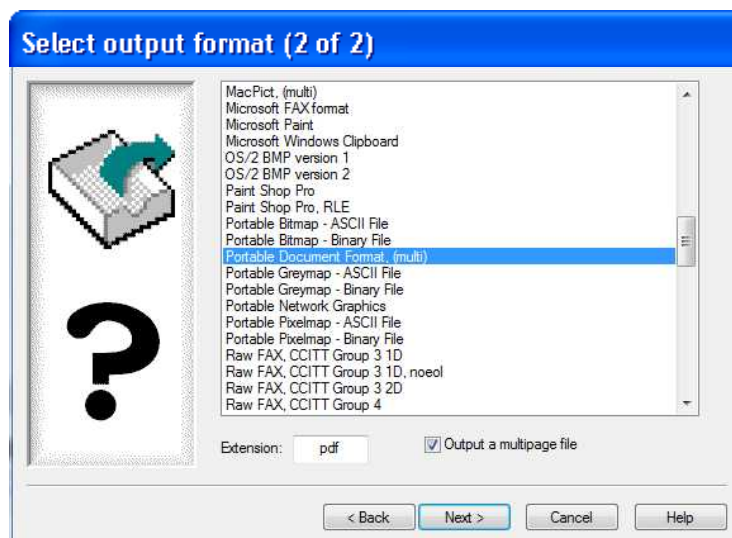 Select output format (2 of 2)
MacPict, (multi)
Microsoft FAX format
Microsoft Paint
Microsoft Windows Clipboard
OS/2 BMP version 1
OS/2 BMP version 2
Paint Shop Pro
Paint Shop Pro, RLE
Portable Bitmap - ASCII File
Portable Bitmap - Binary File
Portable Document Format, (multi)
Portable Greymap - ASCII File
Portable Greymap - Binary File
Portable Network Graphics
Portable Pixelmap - ASCII File
Portable Pixelmap - Binary File
Raw FAX, CCITT Group 3 1D
Raw FAX, CCITT Group 3 1D, noeol
Raw FAX, CCITT Group 3 2D
Raw FAX, CCITT Group 4
?
Extension: pdf Output a multipage file
< Back Next > Cancel Help